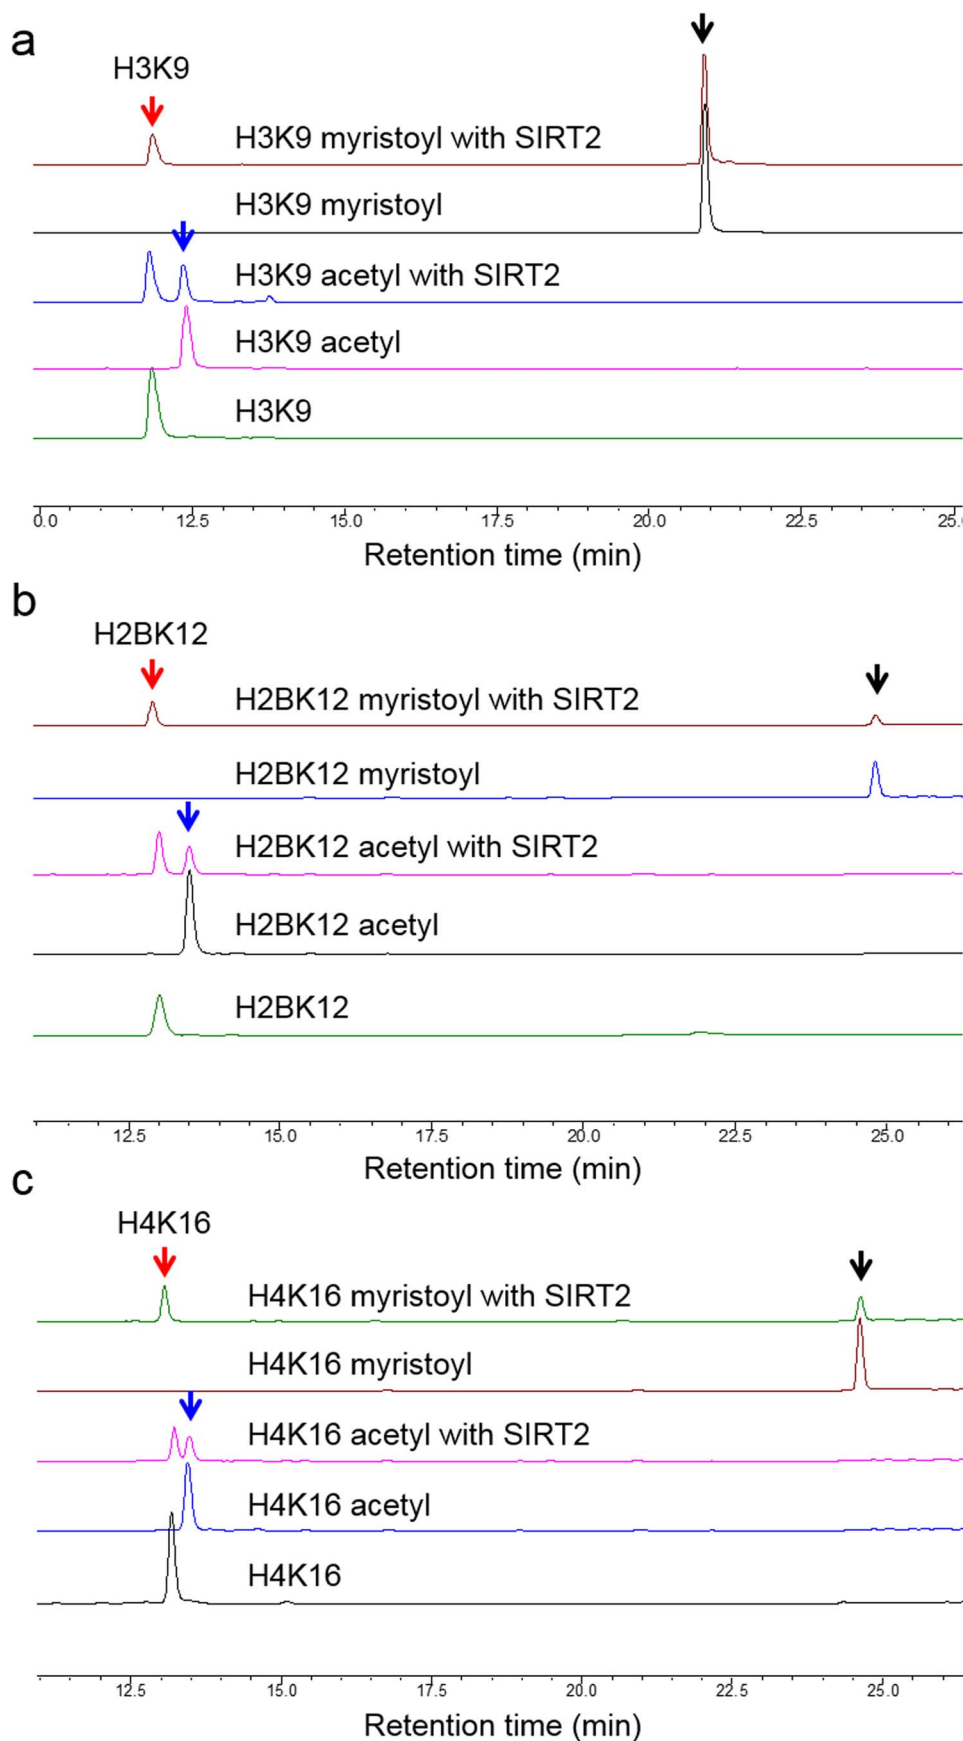 a
H3K9
H3K9 myristoyl with SIRT2
H3K9 myristoyl
H3K9 acetyl with SIRT2
H3K9 acetyl
H3K9
0.0 12.5 15.0 17.5 20.0 22.5 25.
Retention time (min)
b
H2BK12
H2BK12 myristoyl with SIRT2
H2BK12 myristoyl
H2BK12 acetyl with SIRT2
H2BK12 acetyl
H2BK12
12.5 15.0 17.5 20.0 22.5 25.0
Retention time (min)
c
H4K16
H4K16 myristoyl with SIRT2
H4K16 myristoyl
H4K16 acetyl with SIRT2
H4K16 acetyl
H4K16
12.5 15.0 17.5 20.0 22.5 25.0
Retention time (min)